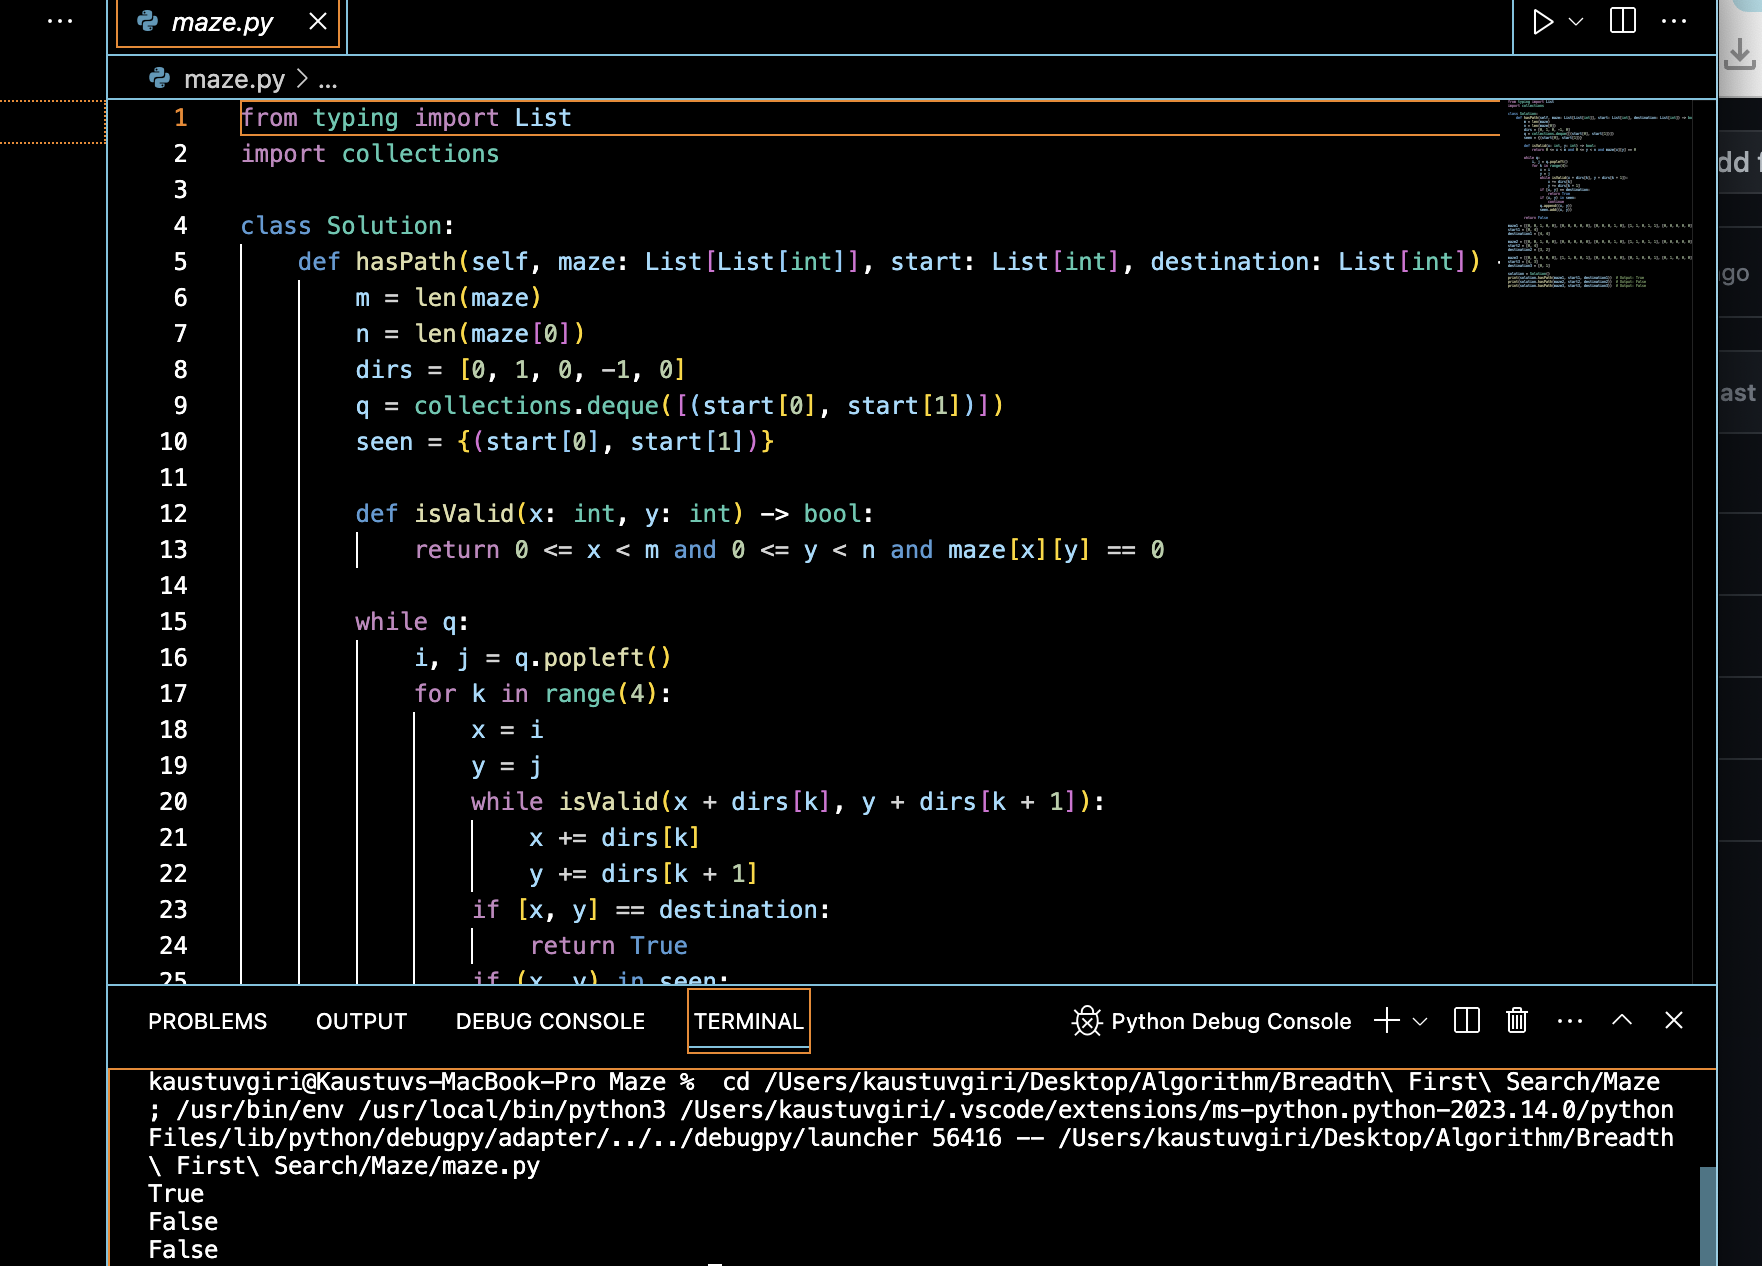 maze.py
maze.py > ...
1 from typing import List
2 import collections
3
4 class Solution:
5 def hasPath(self, maze: List[List[int]], start: List[int], destination: List[int]) -
6 m = len(maze)
7 n = len(maze[0])
8 dirs = [0, 1, 0, -1, 0]
9 q = collections.deque([(start[0], start[1])])
10 seen = {(start[0], start[1])}
11
12 def isValid(x: int, y: int) -> bool:
13 return 0 <= x < m and 0 <= y < n and maze[x][y] == 0
14
15 while q:
16 i, j = q.popleft()
17 for k in range(4):
18 x = i
19 y = j
20 while isValid(x + dirs[k], y + dirs[k + 1]):
21 x += dirs[k]
22 y += dirs[k + 1]
23 if [x, y] == destination:
24 return True
25 if (x, y) in seen:
dd f
go
ast
PROBLEMS OUTPUT DEBUG CONSOLE TERMINAL Python Debug Console
kaustuvgiri@Kaustuvs-MacBook-Pro Maze %  cd /Users/kaustuvgiri/Desktop/Algorithm/Breadth\ First\ Search/Maze
; /usr/bin/env /usr/local/bin/python3 /Users/kaustuvgiri/.vscode/extensions/ms-python.python-2023.14.0/python
Files/lib/python/debugpy/adapter/../../debugpy/launcher 56416 -- /Users/kaustuvgiri/Desktop/Algorithm/Breadth
\ First\ Search/Maze/maze.py
True
False
False